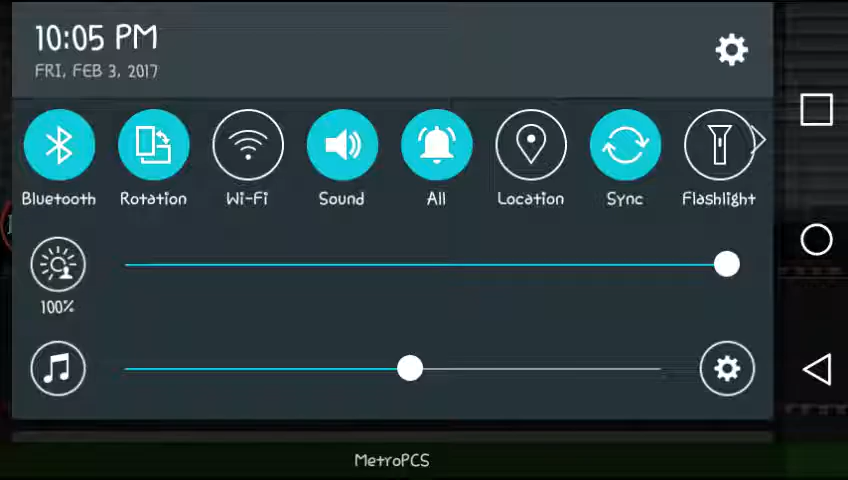 10:05 PM
FRI, FEB 3, 2017
Bluetooth Rotation Wi-Fi Sound All Location Sync Flashlight
100%
MetroPCS